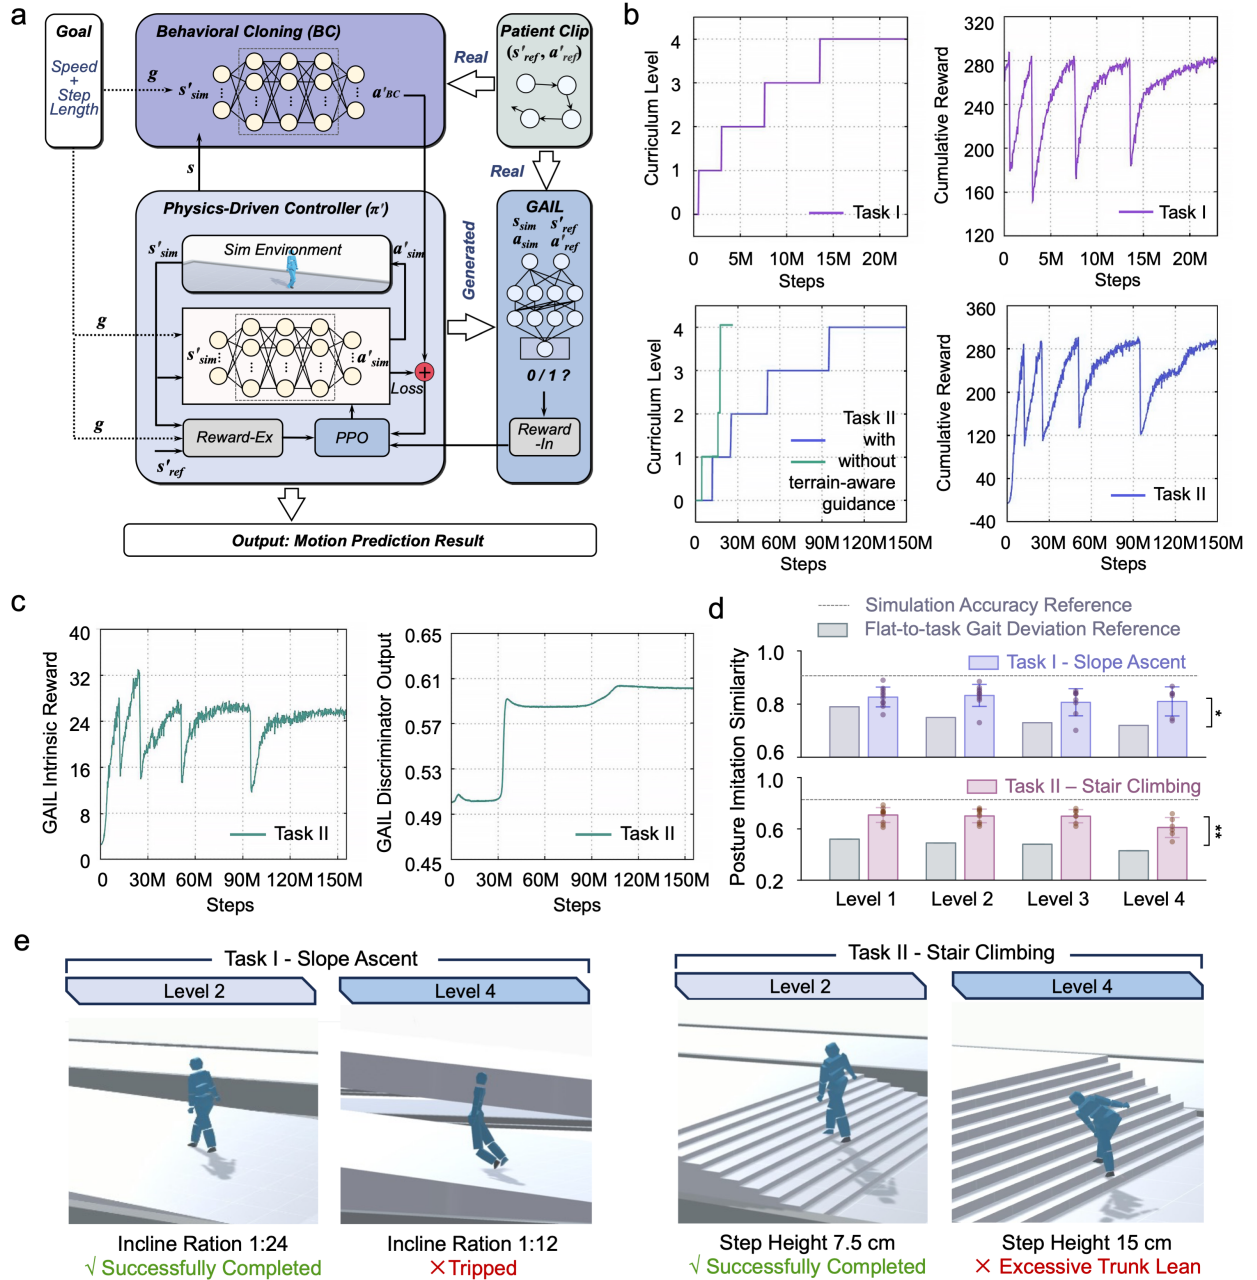 a
Goal
Speed
+
Step
Length
g
g
g
Behavioral Cloning (BC)
s'sim
a'BC
Real
Patient Clip
(s'ref, a'ref)
s
Real
Physics-Driven Controller (π')
s'sim
Sim Environment
a'sim
Generated
s'sim
a'sim
Loss
+
Reward-Ex
PPO
s'ref
GAIL
ssim s'ref
asim a'ref
0 / 1 ?
Reward
-In
Output: Motion Prediction Result
b
Curriculum Level
4
3
2
1
0
Task I
0 5M 10M 15M 20M
Steps
Cumulative Reward
320
280
240
200
160
120
Task I
0 5M 10M 15M 20M
Steps
Curriculum Level
4
3
2
1
0
Task II
with
without
terrain-aware
guidance
0 30M 60M 90M 120M 150M
Steps
Cumulative Reward
360
280
200
120
40
-40
Task II
0 30M 60M 90M 120M 150M
Steps
c
GAIL Intrinsic Reward
40
32
24
16
8
0
Task II
0 30M 60M 90M 120M 150M
Steps
GAIL Discriminator Output
0.65
0.61
0.57
0.53
0.49
0.45
Task II
0 30M 60M 90M 120M 150M
Steps
d
Simulation Accuracy Reference
Flat-to-task Gait Deviation Reference
Posture Imitation Similarity
1.0
0.8
0.6
Task I - Slope Ascent
*
1.0
0.6
0.2
Task II – Stair Climbing
**
Level 1 Level 2 Level 3 Level 4
e
Task I - Slope Ascent
Level 2
Level 4
Incline Ration 1:24
√ Successfully Completed
Incline Ration 1:12
× Tripped
Task II - Stair Climbing
Level 2
Level 4
Step Height 7.5 cm
√ Successfully Completed
Step Height 15 cm
× Excessive Trunk Lean